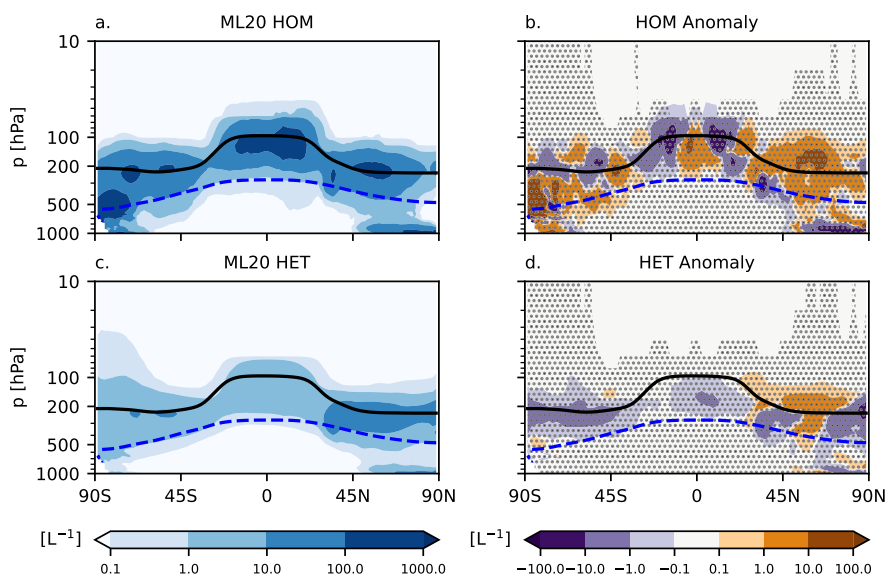 a. ML20 HOM
b. HOM Anomaly
p [hPa]
10
100
200
500
1000
10
c. ML20 HET
d. HET Anomaly
p [hPa]
10
100
200
500
1000
90S 45S 0 45N 90N
90S 45S 0 45N 90N
[L⁻¹]
0.1 1.0 10.0 100.0 1000.0
[L⁻¹]
−100.0 −10.0 −1.0 −0.1 0.1 1.0 10.0 100.0